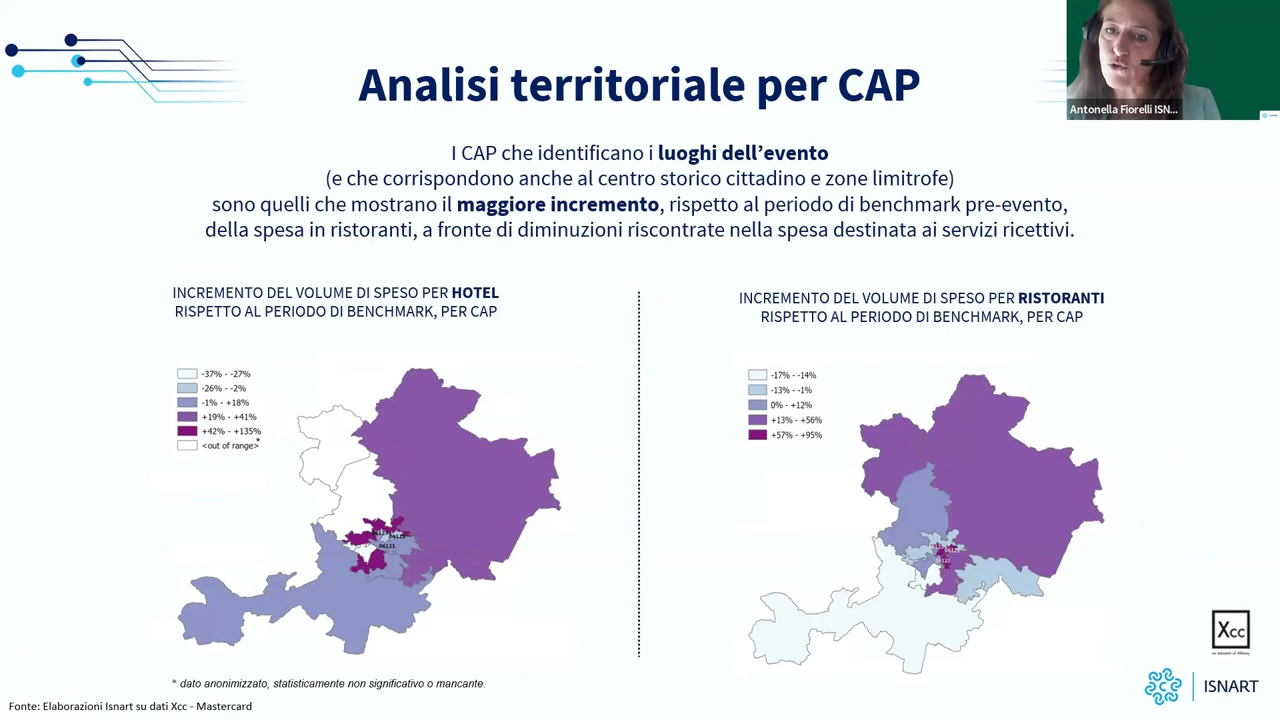 Analisi territoriale per CAP
Antonella Fiorelli ISN...
I CAP che identificano i luoghi dell’evento
(e che corrispondono anche al centro storico cittadino e zone limitrofe)
sono quelli che mostrano il maggiore incremento, rispetto al periodo di benchmark pre-evento,
della spesa in ristoranti, a fronte di diminuzioni riscontrate nella spesa destinata ai servizi ricettivi.
INCREMENTO DEL VOLUME DI SPESO PER HOTEL
RISPETTO AL PERIODO DI BENCHMARK, PER CAP
-37% - -27%
-26% - -2%
-1% - +18%
+19% - +41%
+42% - +135%
<out of range>*
06121
INCREMENTO DEL VOLUME DI SPESO PER RISTORANTI
RISPETTO AL PERIODO DI BENCHMARK, PER CAP
-17% - -14%
-13% - -1%
0% - +12%
+13% - +56%
+57% - +95%
* dato anonimizzato, statisticamente non significativo o mancante.
Fonte: Elaborazioni Isnart su dati Xcc - Mastercard
Xcc
ISNART